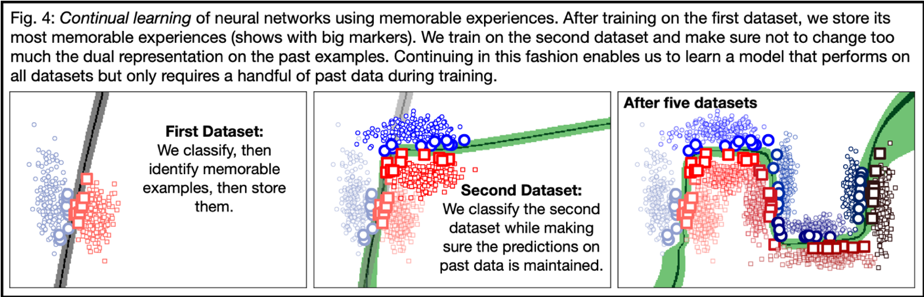 Fig. 4: Continual learning of neural networks using memorable experiences. After training on the first dataset, we store its
most memorable experiences (shows with big markers). We train on the second dataset and make sure not to change too
much the dual representation on the past examples. Continuing in this fashion enables us to learn a model that performs on
all datasets but only requires a handful of past data during training.
First Dataset:
We classify, then
identify memorable
examples, then store
them.
Second Dataset:
We classify the second
dataset while making
sure the predictions on
past data is maintained.
After five datasets